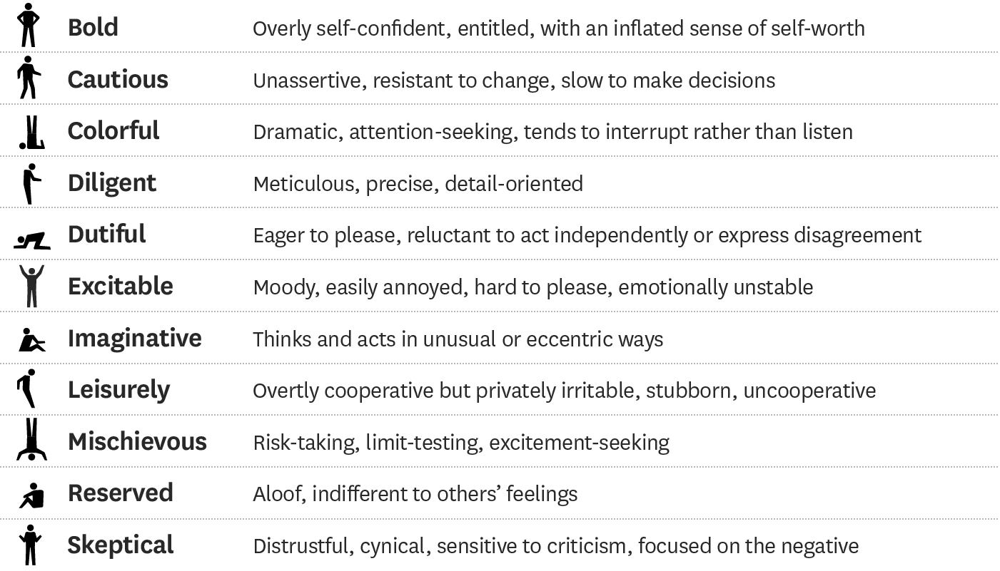 Bold Overly self-confident, entitled, with an inflated sense of self-worth
Cautious Unassertive, resistant to change, slow to make decisions
Colorful Dramatic, attention-seeking, tends to interrupt rather than listen
Diligent Meticulous, precise, detail-oriented
Dutiful Eager to please, reluctant to act independently or express disagreement
Excitable Moody, easily annoyed, hard to please, emotionally unstable
Imaginative Thinks and acts in unusual or eccentric ways
Leisurely Overtly cooperative but privately irritable, stubborn, uncooperative
Mischievous Risk-taking, limit-testing, excitement-seeking
Reserved Aloof, indifferent to others’ feelings
Skeptical Distrustful, cynical, sensitive to criticism, focused on the negative